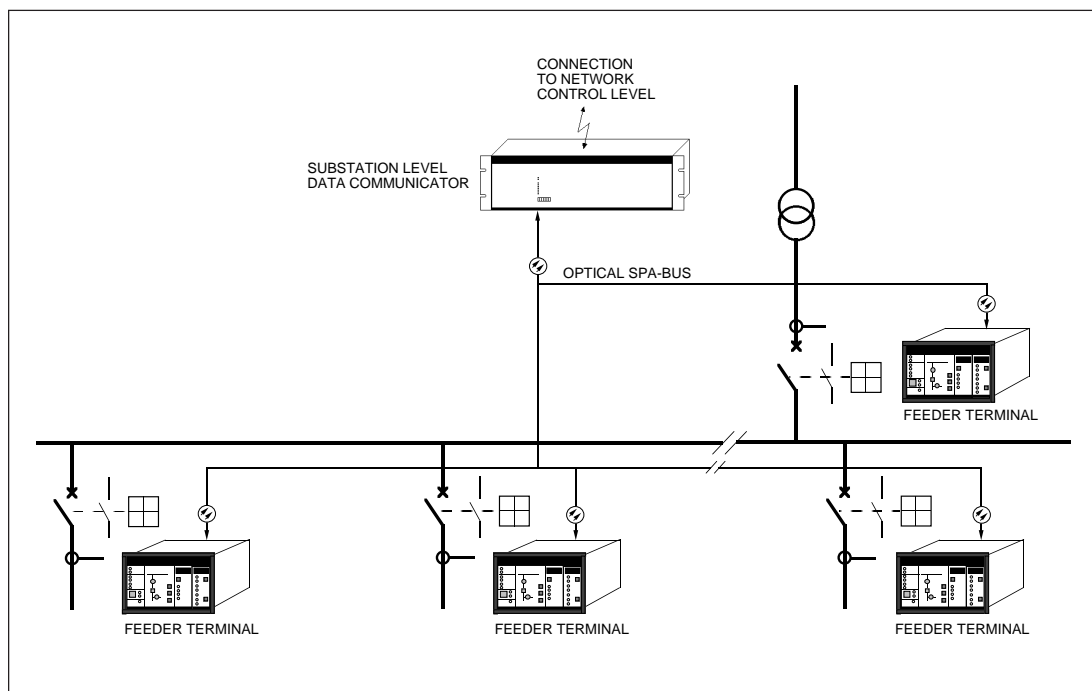 CONNECTION
TO NETWORK
CONTROL LEVEL
SUBSTATION LEVEL
DATA COMMUNICATOR
OPTICAL SPA-BUS
FEEDER TERMINAL
FEEDER TERMINAL
FEEDER TERMINAL
FEEDER TERMINAL